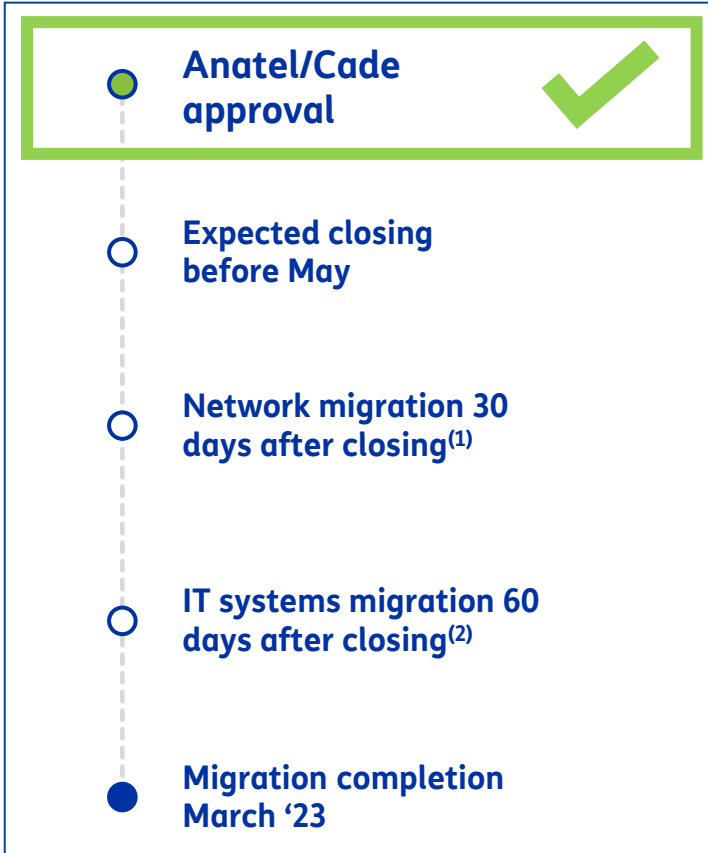 Anatel/Cade
approval
Expected closing
before May
Network migration 30
days after closing(1)
IT systems migration 60
days after closing(2)
Migration completion
March ‘23